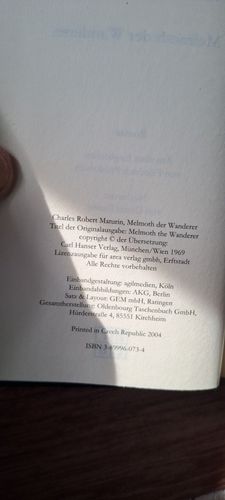 Charles Robert Maturin, Melmoth der Wanderer
Titel der Originalausgabe: Melmoth the Wanderer
copyright © der Übersetzung:
Carl Hanser Verlag, München/Wien 1969
Lizenzausgabe für area verlag gmbh, Erftstadt
Alle Rechte vorbehalten
Einbandgestaltung: agilmedien, Köln
Einbandabbildungen: AKG, Berlin
Satz & Layout: GEM mbH, Ratingen
Gesamtherstellung: Oldenbourg Taschenbuch GmbH,
Hürderstraße 4, 85551 Kirchheim
Printed in Czech Republic 2004
ISBN 3-89996-073-4